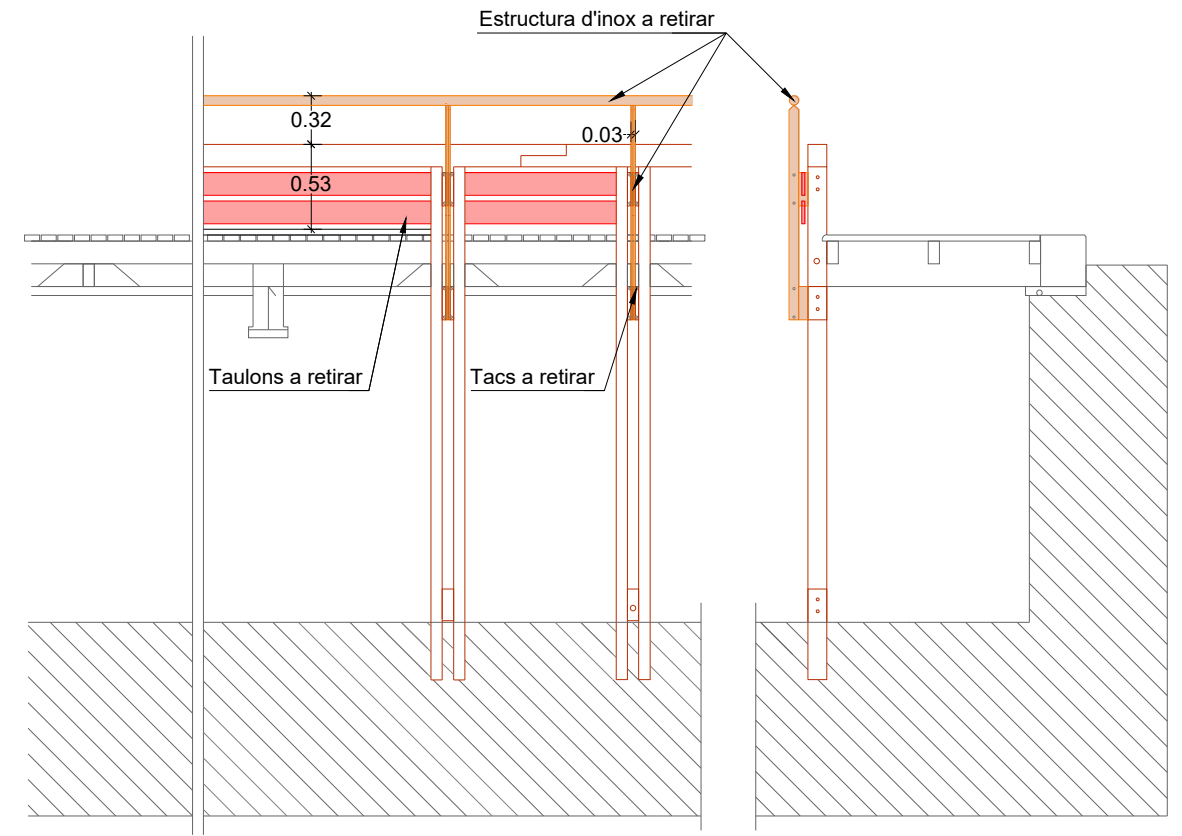 Estructura d'inox a retirar
0.32
0.03
0.53
Taulons a retirar
Tacs a retirar